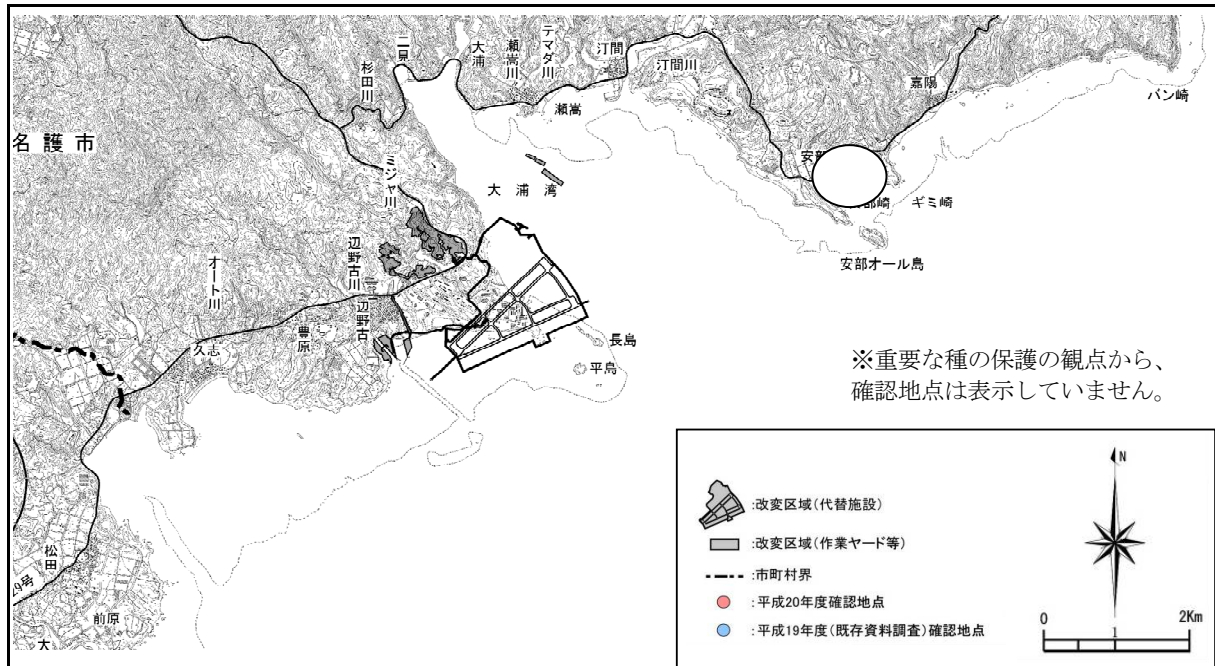 二見
杉田川
大浦
瀬嵩川
テマダ川
汀間
汀間川
瀬嵩
嘉陽
バン崎
名護市
ミジャ川
大浦湾
安部
部崎
ギミ崎
安部オール島
辺野古川
オート川
辺野古
豊原
久志
長島
平島
※重要な種の保護の観点から、
確認地点は表示していません。
松田
29号
前原
大
N
:改変区域(代替施設)
:改変区域(作業ヤード等)
:市町村界
:平成20年度確認地点
:平成19年度(既存資料調査)確認地点
0 1 2Km